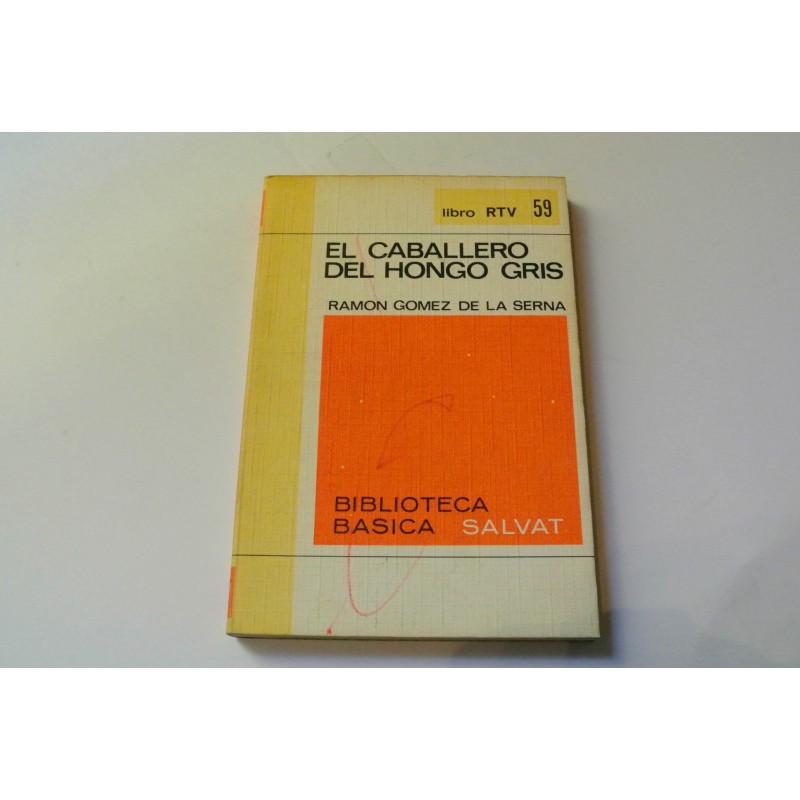 libro RTV 59
EL CABALLERO
DEL HONGO GRIS
RAMON GOMEZ DE LA SERNA
BIBLIOTECA
BASICA SALVAT